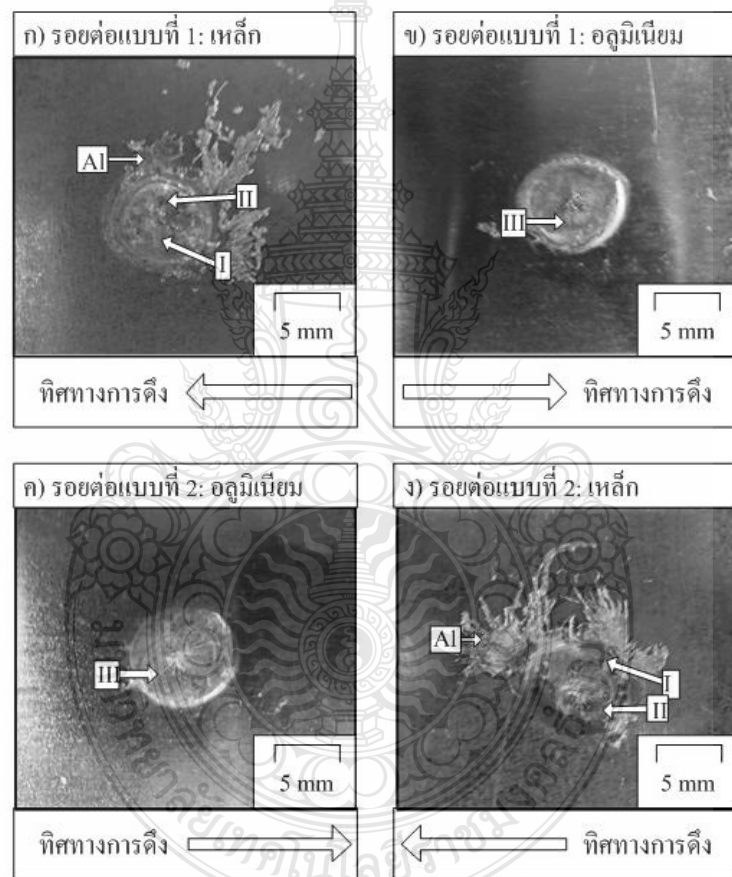 ก) รอยต่อแบบที่ 1: เหล็ก
ข) รอยต่อแบบที่ 1: อลูมิเนียม
Al
II
I
5 mm
III
5 mm
ทิศทางการดึง
ทิศทางการดึง
ค) รอยต่อแบบที่ 2: อลูมิเนียม
ง) รอยต่อแบบที่ 2: เหล็ก
III
5 mm
Al
I
II
5 mm
ทิศทางการดึง
ทิศทางการดึง